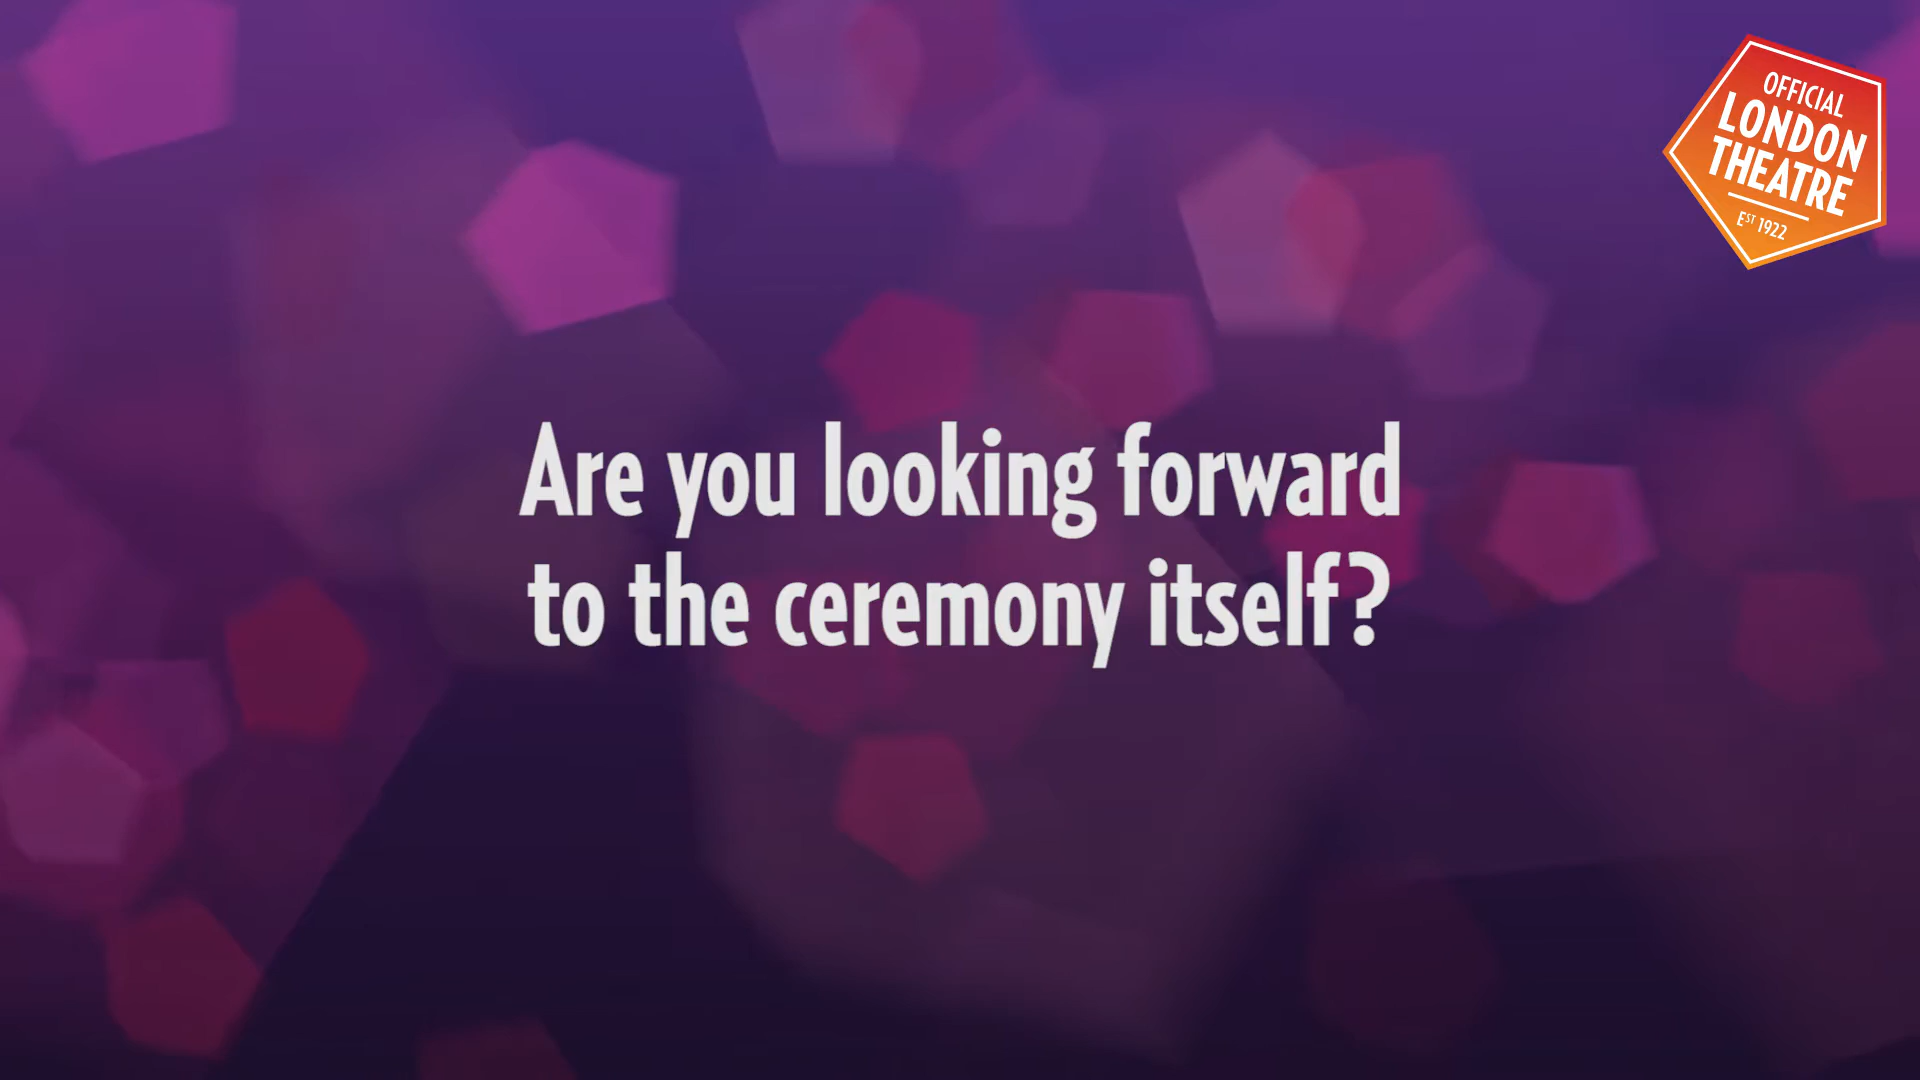 OFFICIAL
LONDON
THEATRE
EST 1922
Are you looking forward
to the ceremony itself?